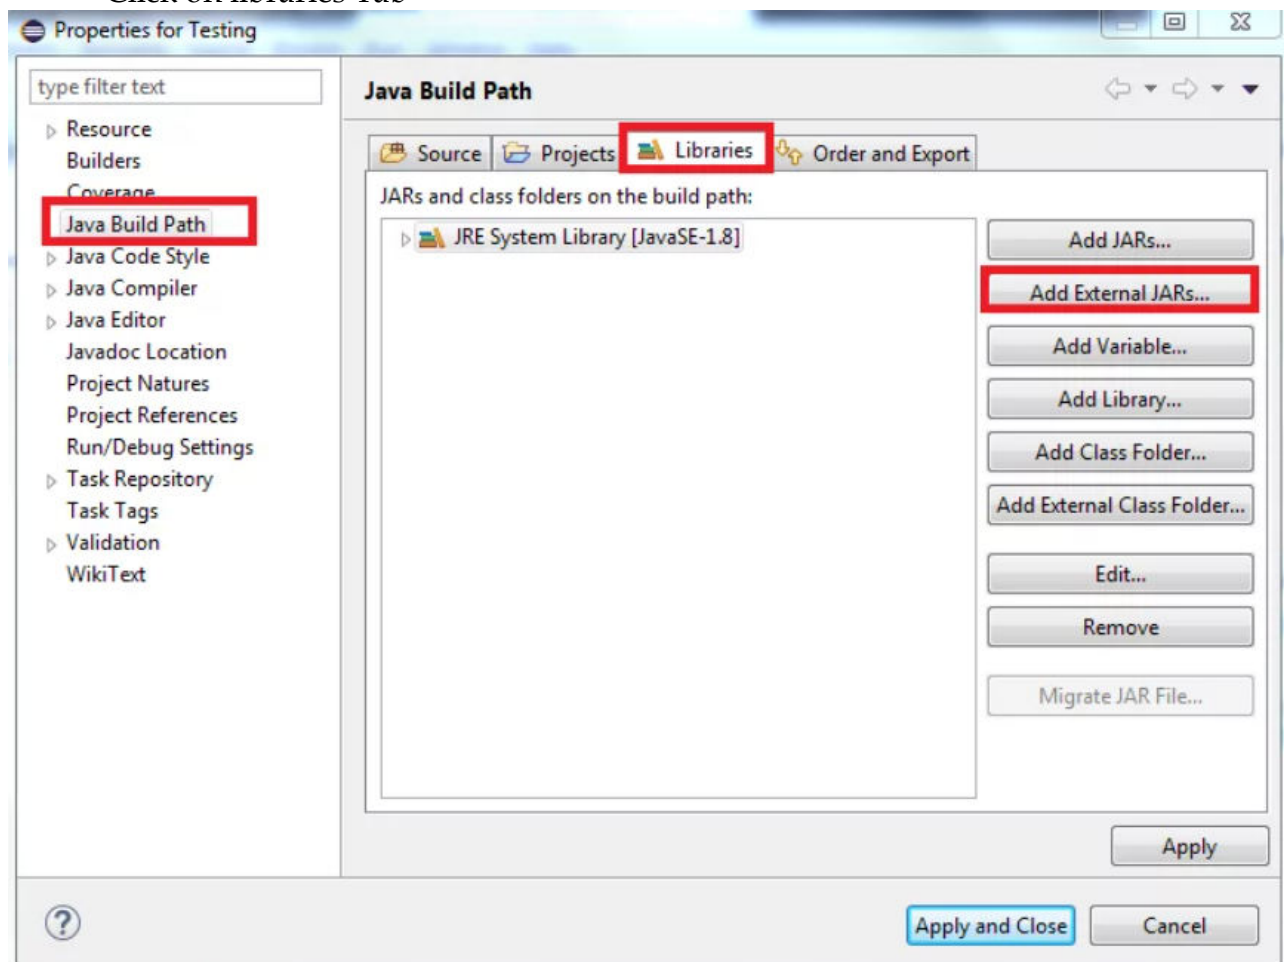 Click on libraries Tab
Properties for Testing
type filter text
Resource
Builders
Coverage
Java Build Path
Java Code Style
Java Compiler
Java Editor
Javadoc Location
Project Natures
Project References
Run/Debug Settings
Task Repository
Task Tags
Validation
WikiText
Java Build Path
Source Projects Libraries Order and Export
JARs and class folders on the build path:
JRE System Library [JavaSE-1.8]
Add JARs...
Add External JARs...
Add Variable...
Add Library...
Add Class Folder...
Add External Class Folder...
Edit...
Remove
Migrate JAR File...
Apply
?
Apply and Close Cancel